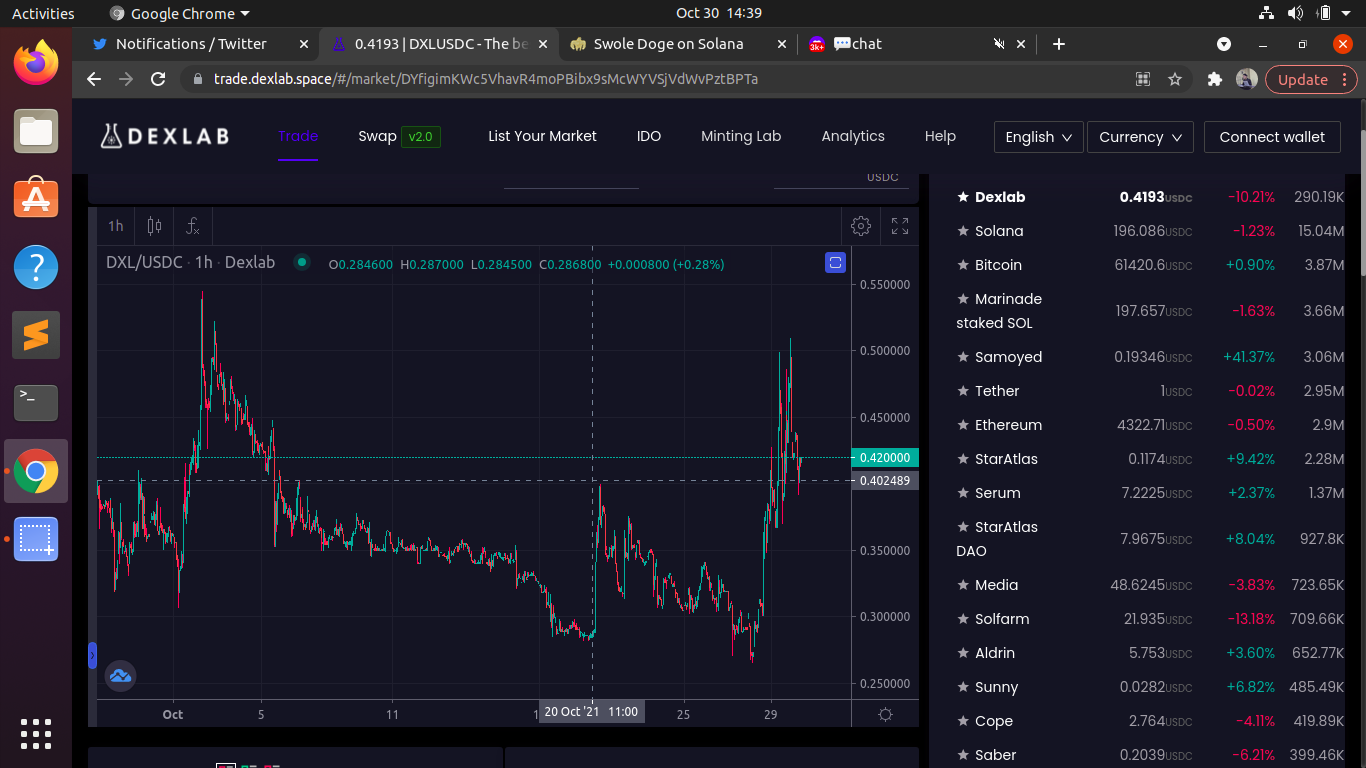 Activities Google Chrome Oct 30 14:39
Notifications / Twitter 0.4193 | DXLUSDC - The be Swole Doge on Solana 3k+ 💬chat
trade.dexlab.space/#/market/DYfigimKWc5VhavR4moPBibx9sMcWYVSjVdWvPztBPTa Update
DEXLAB Trade Swap v2.0 List Your Market IDO Minting Lab Analytics Help English Currency Connect wallet
USDC
1h
DXL/USDC · 1h · Dexlab O0.284600 H0.287000 L0.284500 C0.286800 +0.000800 (+0.28%)
0.550000
0.500000
0.450000
0.420000
0.402489
0.350000
0.300000
0.250000
Oct 5 11 1 20 Oct '21 11:00 25 29
Dexlab 0.4193USDC -10.21% 290.19K
Solana 196.086USDC -1.23% 15.04M
Bitcoin 61420.6USDC +0.90% 3.87M
Marinade
staked SOL 197.657USDC -1.63% 3.66M
Samoyed 0.19346USDC +41.37% 3.06M
Tether 1USDC -0.02% 2.95M
Ethereum 4322.71USDC -0.50% 2.9M
StarAtlas 0.1174USDC +9.42% 2.28M
Serum 7.2225USDC +2.37% 1.37M
StarAtlas
DAO 7.9675USDC +8.04% 927.8K
Media 48.6245USDC -3.83% 723.65K
Solfarm 21.935USDC -13.18% 709.66K
Aldrin 5.753USDC +3.60% 652.77K
Sunny 0.0282USDC +6.82% 485.49K
Cope 2.764USDC -4.11% 419.89K
Saber 0.2039USDC -6.21% 399.46K